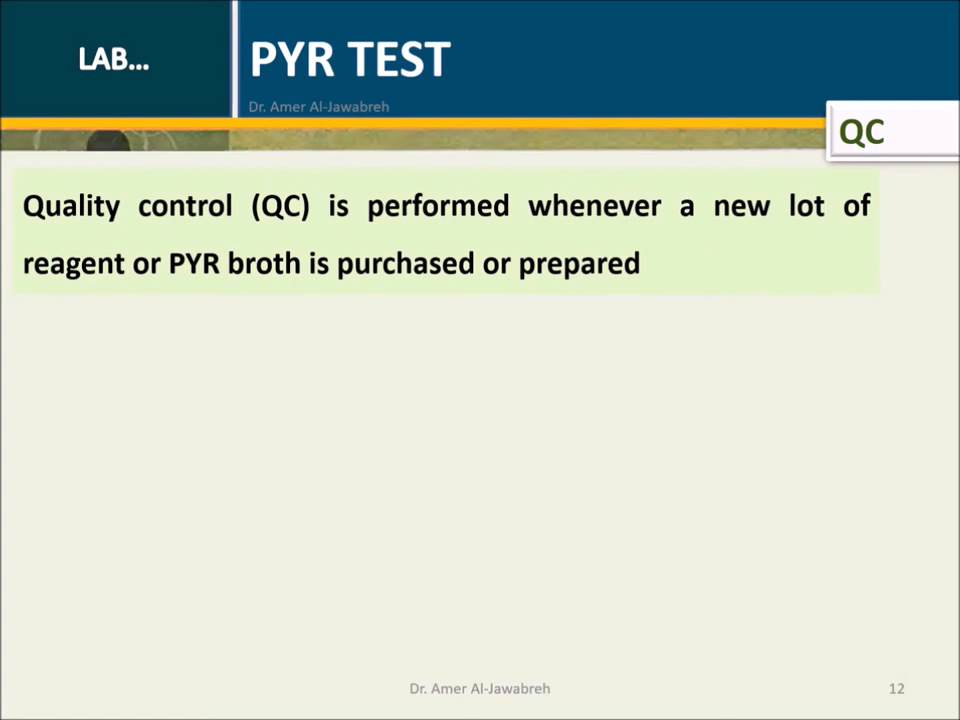 LAB...
PYR TEST
Dr. Amer Al-Jawabreh
QC
Quality control (QC) is performed whenever a new lot of
reagent or PYR broth is purchased or prepared
Dr. Amer Al-Jawabreh
12